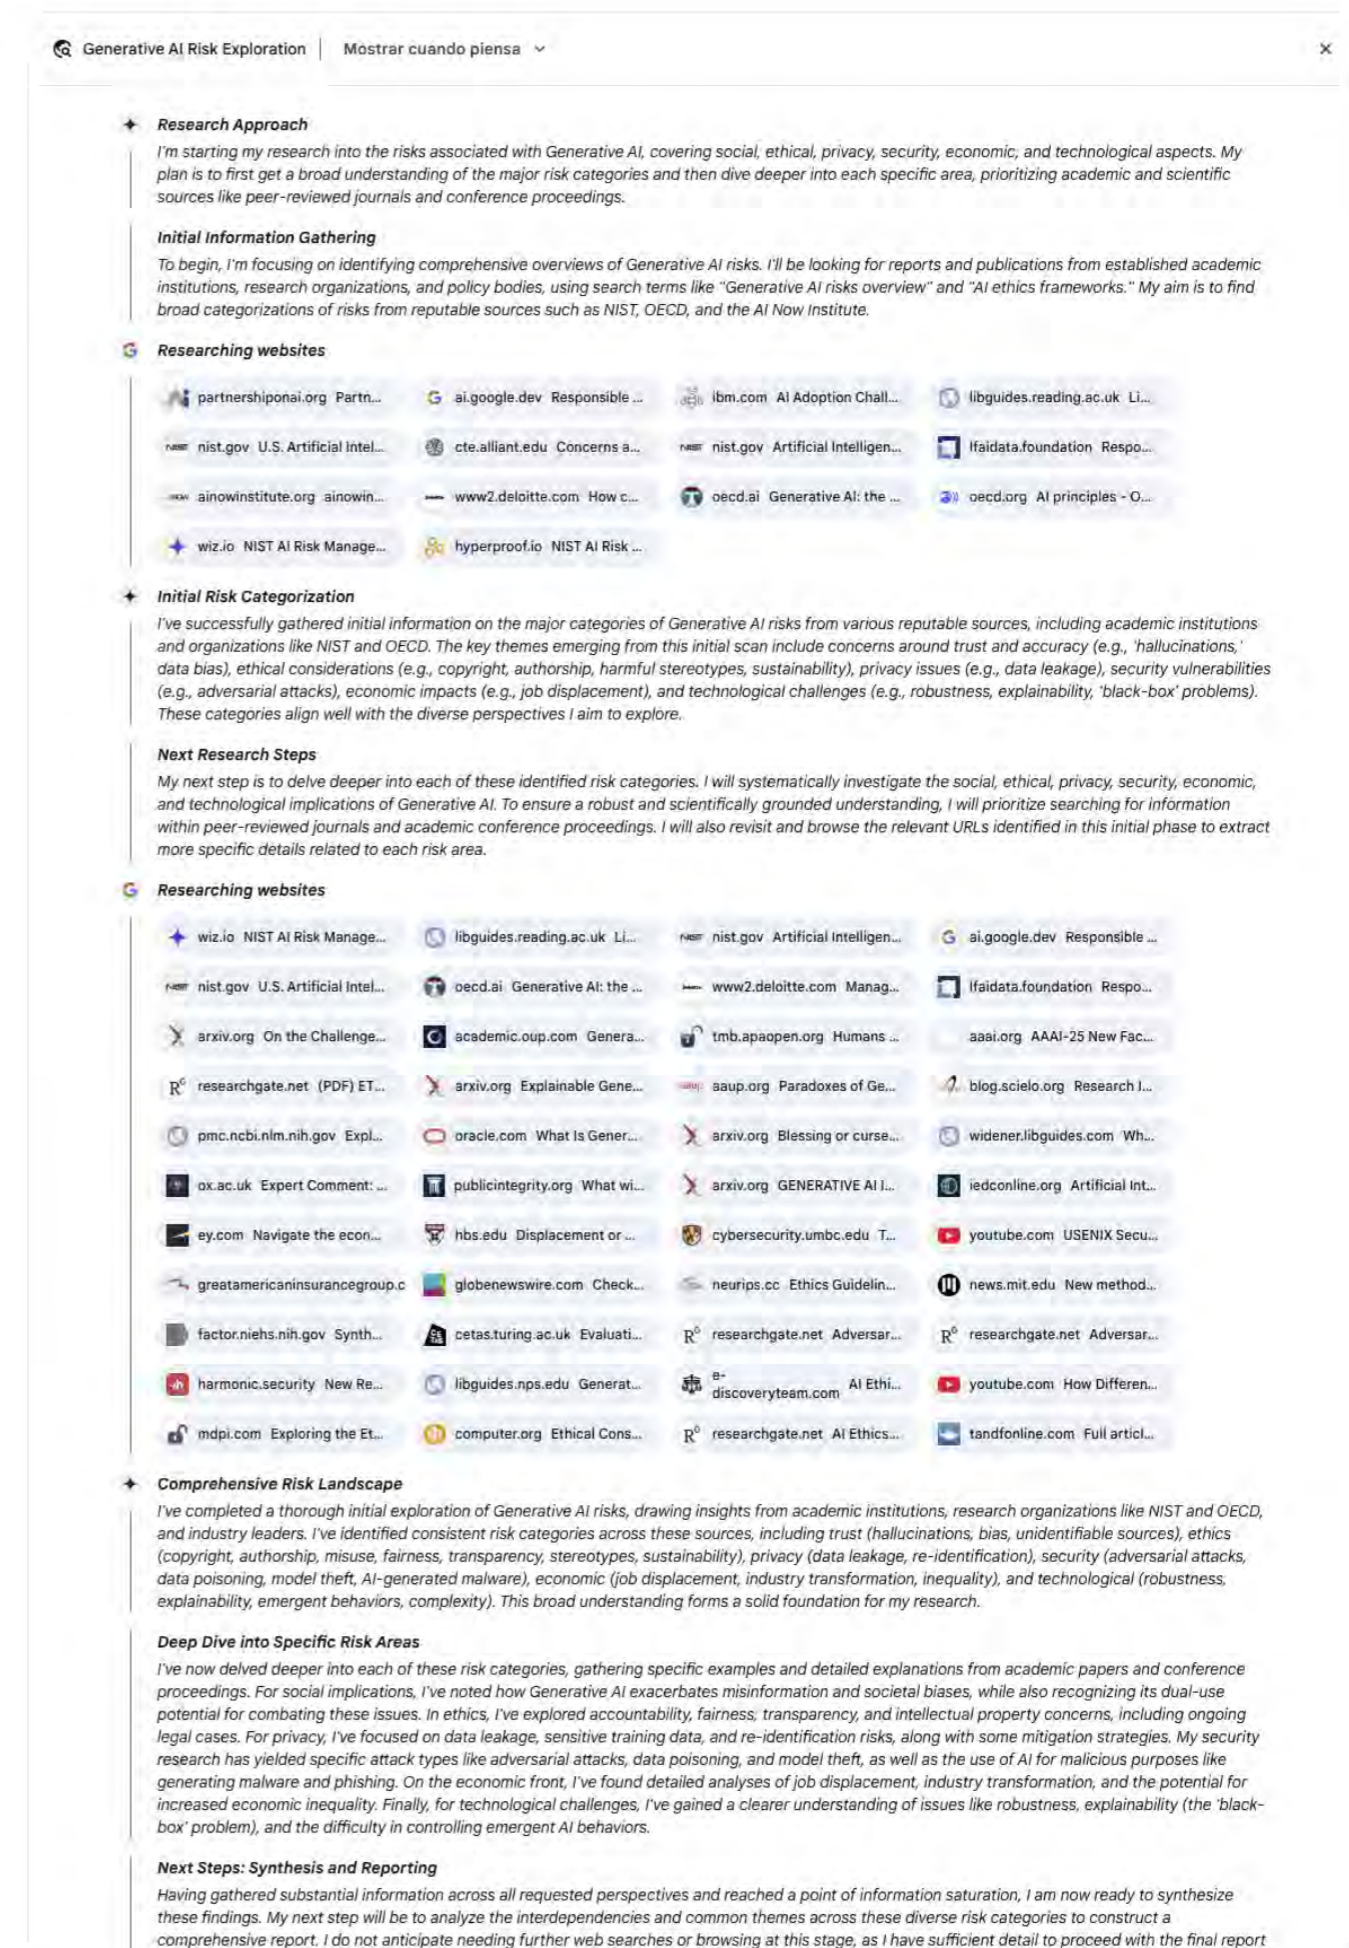 Generative AI Risk Exploration | Mostrar cuando piensa
Research Approach
I'm starting my research into the risks associated with Generative AI, covering social, ethical, privacy, security, economic, and technological aspects. My
plan is to first get a broad understanding of the major risk categories and then dive deeper into each specific area, prioritizing academic and scientific
sources like peer-reviewed journals and conference proceedings.
Initial Information Gathering
To begin, I'm focusing on identifying comprehensive overviews of Generative AI risks. I'll be looking for reports and publications from established academic
institutions, research organizations, and policy bodies, using search terms like "Generative AI risks overview" and "AI ethics frameworks." My aim is to find
broad categorizations of risks from reputable sources such as NIST, OECD, and the AI Now Institute.
Researching websites
partnershiponai.org Partn... ai.google.dev Responsible ... ibm.com AI Adoption Chall... libguides.reading.ac.uk Li...
nist.gov U.S. Artificial Intel... cte.alliant.edu Concerns a... nist.gov Artificial Intelligen... lfaidata.foundation Respo...
ainowinstitute.org ainowin... www2.deloitte.com How c... oecd.ai Generative AI: the ... oecd.org AI principles - O...
wiz.io NIST AI Risk Manage... hyperproof.io NIST AI Risk ...
Initial Risk Categorization
I've successfully gathered initial information on the major categories of Generative AI risks from various reputable sources, including academic institutions
and organizations like NIST and OECD. The key themes emerging from this initial scan include concerns around trust and accuracy (e.g., 'hallucinations,'
data bias), ethical considerations (e.g., copyright, authorship, harmful stereotypes, sustainability), privacy issues (e.g., data leakage), security vulnerabilities
(e.g., adversarial attacks), economic impacts (e.g., job displacement), and technological challenges (e.g., robustness, explainability, 'black-box' problems).
These categories align well with the diverse perspectives I aim to explore.
Next Research Steps
My next step is to delve deeper into each of these identified risk categories. I will systematically investigate the social, ethical, privacy, security, economic,
and technological implications of Generative AI. To ensure a robust and scientifically grounded understanding, I will prioritize searching for information
within peer-reviewed journals and academic conference proceedings. I will also revisit and browse the relevant URLs identified in this initial phase to extract
more specific details related to each risk area.
Researching websites
wiz.io NIST AI Risk Manage... libguides.reading.ac.uk Li... nist.gov Artificial Intelligen... ai.google.dev Responsible ...
nist.gov U.S. Artificial Intel... oecd.ai Generative AI: the ... www2.deloitte.com Manag... lfaidata.foundation Respo...
arxiv.org On the Challenge... academic.oup.com Genera... tmb.apaopen.org Humans ... aaai.org AAAI-25 New Fac...
researchgate.net (PDF) ET... arxiv.org Explainable Gene... aaup.org Paradoxes of Ge... blog.scielo.org Research I...
pmc.ncbi.nlm.nih.gov Expl... oracle.com What Is Gener... arxiv.org Blessing or curse... widener.libguides.com Wh...
ox.ac.uk Expert Comment: ... publicintegrity.org What wi... arxiv.org GENERATIVE AI I... iedconline.org Artificial Int...
ey.com Navigate the econ... hbs.edu Displacement or ... cybersecurity.umbc.edu T... youtube.com USENIX Secu...
greatamericaninsurancegroup.c globenewswire.com Check... neurips.cc Ethics Guidelin... news.mit.edu New method...
factor.niehs.nih.gov Synth... cetas.turing.ac.uk Evaluati... researchgate.net Adversar... researchgate.net Adversar...
harmonic.security New Re... libguides.nps.edu Generat... e-discoveryteam.com AI Ethi... youtube.com How Differen...
mdpi.com Exploring the Et... computer.org Ethical Cons... researchgate.net AI Ethics... tandfonline.com Full articl...
Comprehensive Risk Landscape
I've completed a thorough initial exploration of Generative AI risks, drawing insights from academic institutions, research organizations like NIST and OECD,
and industry leaders. I've identified consistent risk categories across these sources, including trust (hallucinations, bias, unidentifiable sources), ethics
(copyright, authorship, misuse, fairness, transparency, stereotypes, sustainability), privacy (data leakage, re-identification), security (adversarial attacks,
data poisoning, model theft, AI-generated malware), economic (job displacement, industry transformation, inequality), and technological (robustness,
explainability, emergent behaviors, complexity). This broad understanding forms a solid foundation for my research.
Deep Dive into Specific Risk Areas
I've now delved deeper into each of these risk categories, gathering specific examples and detailed explanations from academic papers and conference
proceedings. For social implications, I've noted how Generative AI exacerbates misinformation and societal biases, while also recognizing its dual-use
potential for combating these issues. In ethics, I've explored accountability, fairness, transparency, and intellectual property concerns, including ongoing
legal cases. For privacy, I've focused on data leakage, sensitive training data, and re-identification risks, along with some mitigation strategies. My security
research has yielded specific attack types like adversarial attacks, data poisoning, and model theft, as well as the use of AI for malicious purposes like
generating malware and phishing. On the economic front, I've found detailed analyses of job displacement, industry transformation, and the potential for
increased economic inequality. Finally, for technological challenges, I've gained a clearer understanding of issues like robustness, explainability (the 'black-
box' problem), and the difficulty in controlling emergent AI behaviors.
Next Steps: Synthesis and Reporting
Having gathered substantial information across all requested perspectives and reached a point of information saturation, I am now ready to synthesize
these findings. My next step will be to analyze the interdependencies and common themes across these diverse risk categories to construct a
comprehensive report. I do not anticipate needing further web searches or browsing at this stage, as I have sufficient detail to proceed with the final report